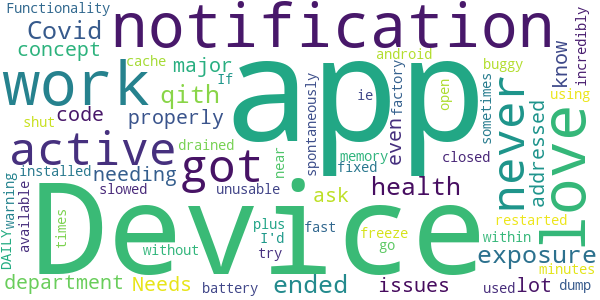 Functionality
Covid
notification
incredibly
concept
cache
If
android
buggy
know
work
major
qith
app
ie
factory
open
sometimes
using
code
properly
spontaneously
even
never
addressed
love
shut
drained
near
memory
fixed
closed
active
got
installed
needing
slowed
unusable
ask
health
Device
DAILY
warning
available
times
without
plus
I'd
fast
freeze
go
within
restarted
exposure
minutes
department
Needs
battery
try
ended
issues
used
lot
dump